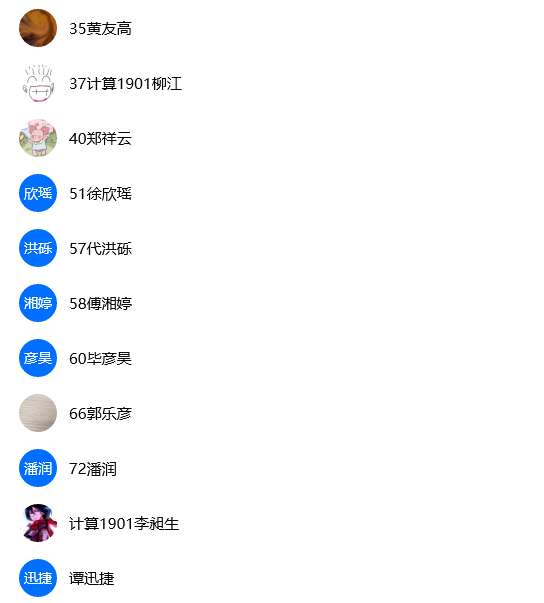 35黄友高
37计算1901柳江
40郑祥云
欣瑶 51徐欣瑶
洪砾 57代洪砾
湘婷 58傅湘婷
彦昊 60毕彦昊
66郭乐彦
潘润 72潘润
计算1901李昶生
迅捷 谭迅捷